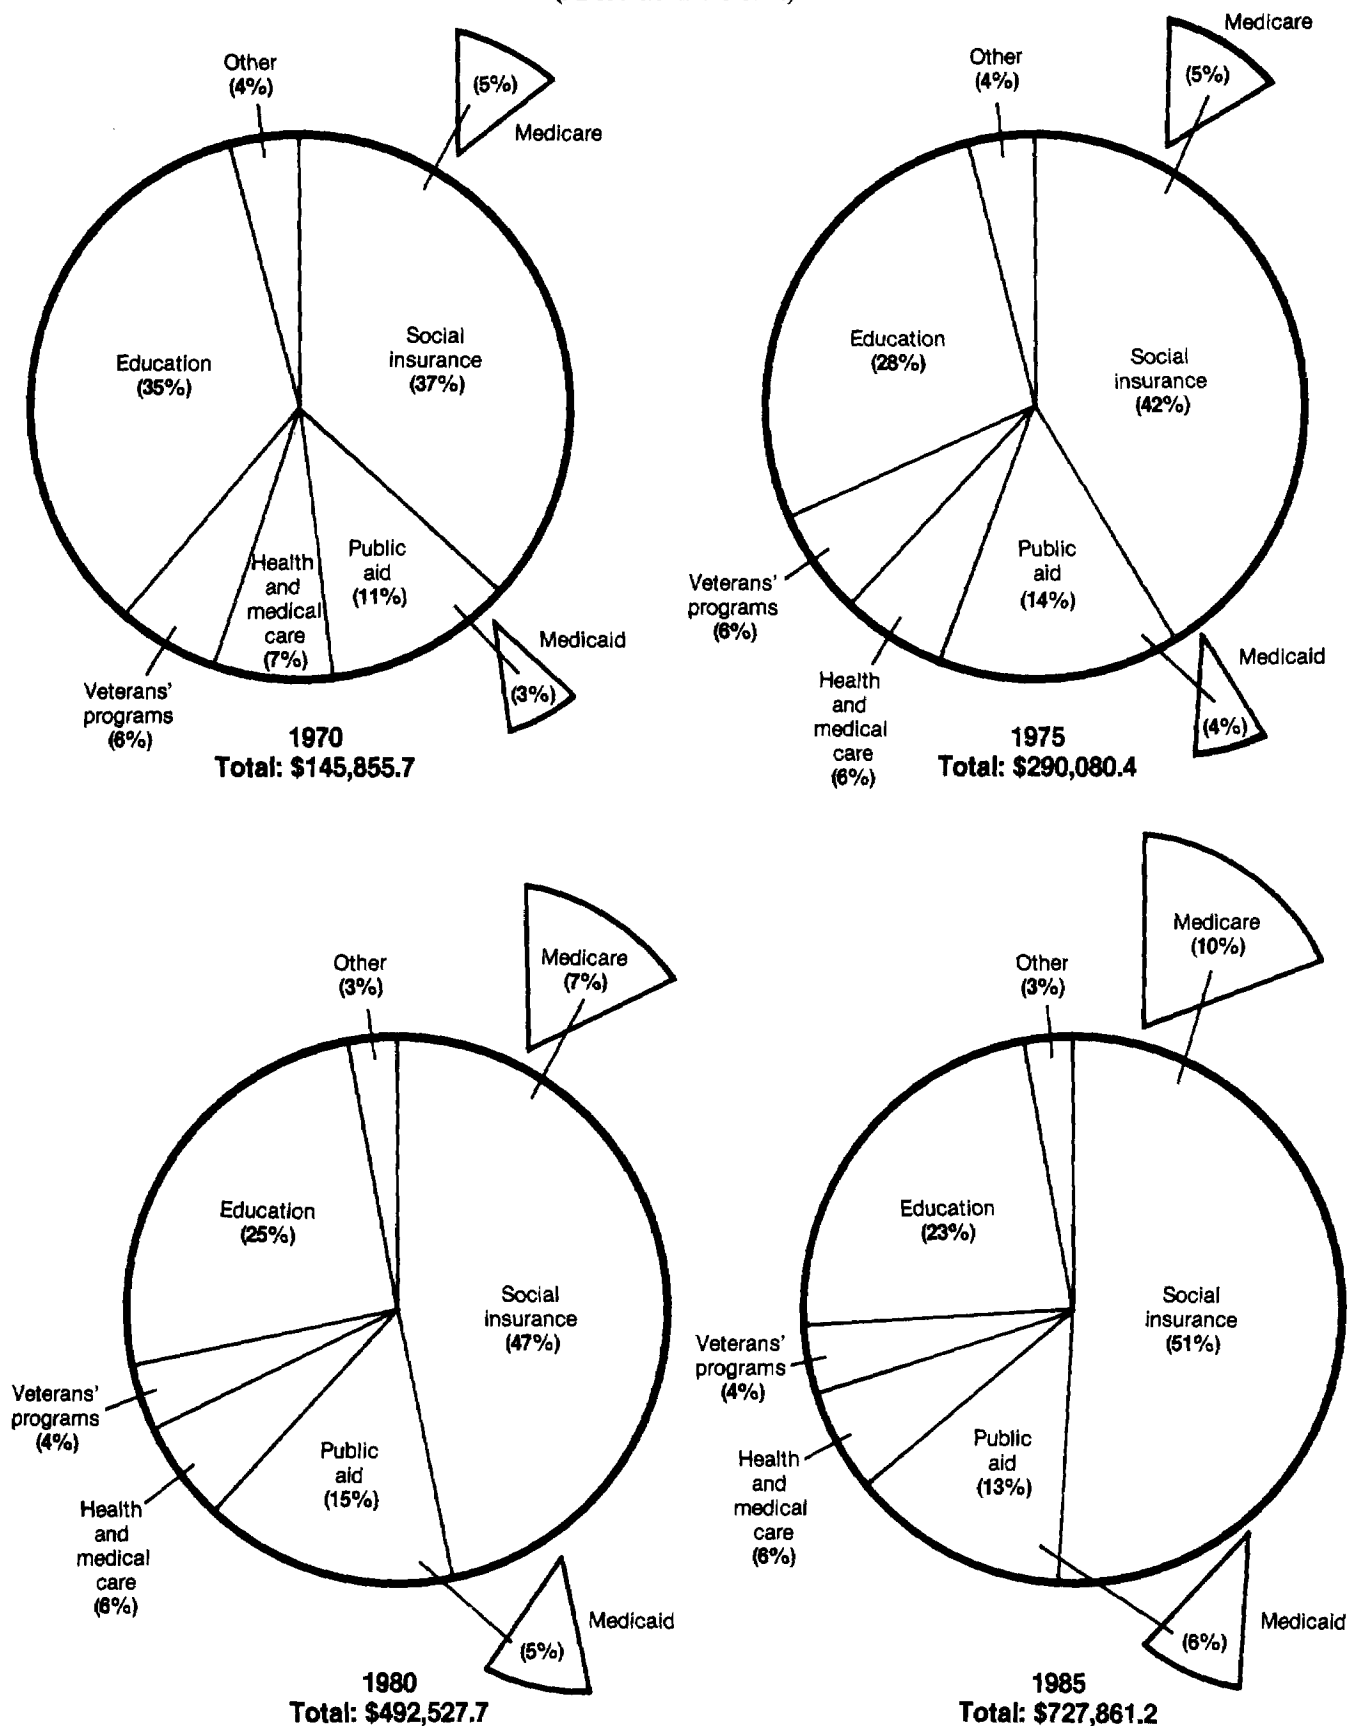 Other
(4%)
(5%)
Medicare
Education
(35%)
Social
insurance
(37%)
Health
and
medical
care
(7%)
Public
aid
(11%)
Veterans'
programs
(6%)
Medicaid
(3%)
1970
Total: $145,855.7
Other
(4%)
Medicare
(5%)
Education
(28%)
Social
insurance
(42%)
Veterans'
programs
(6%)
Health
and
medical
care
(6%)
Public
aid
(14%)
Medicaid
(4%)
1975
Total: $290,080.4
Other
(3%)
Medicare
(7%)
Education
(25%)
Social
insurance
(47%)
Veterans'
programs
(4%)
Health
and
medical
care
(6%)
Public
aid
(15%)
Medicaid
(5%)
1980
Total: $492,527.7
Other
(3%)
Medicare
(10%)
Education
(23%)
Social
insurance
(51%)
Veterans'
programs
(4%)
Health
and
medical
care
(6%)
Public
aid
(13%)
Medicaid
(6%)
1985
Total: $727,861.2